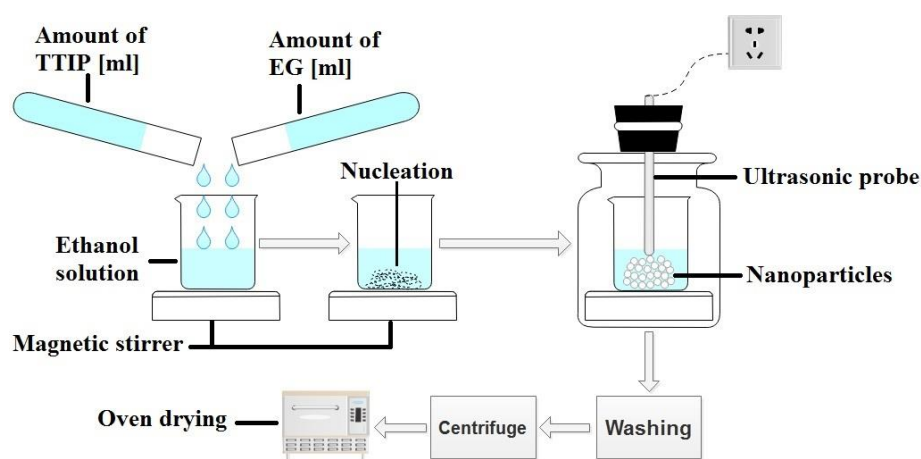 Amount of
TTIP [ml]
Amount of
EG [ml]
Nucleation
Ultrasonic probe
Ethanol
solution
Nanoparticles
Magnetic stirrer
Oven drying
Centrifuge
Washing